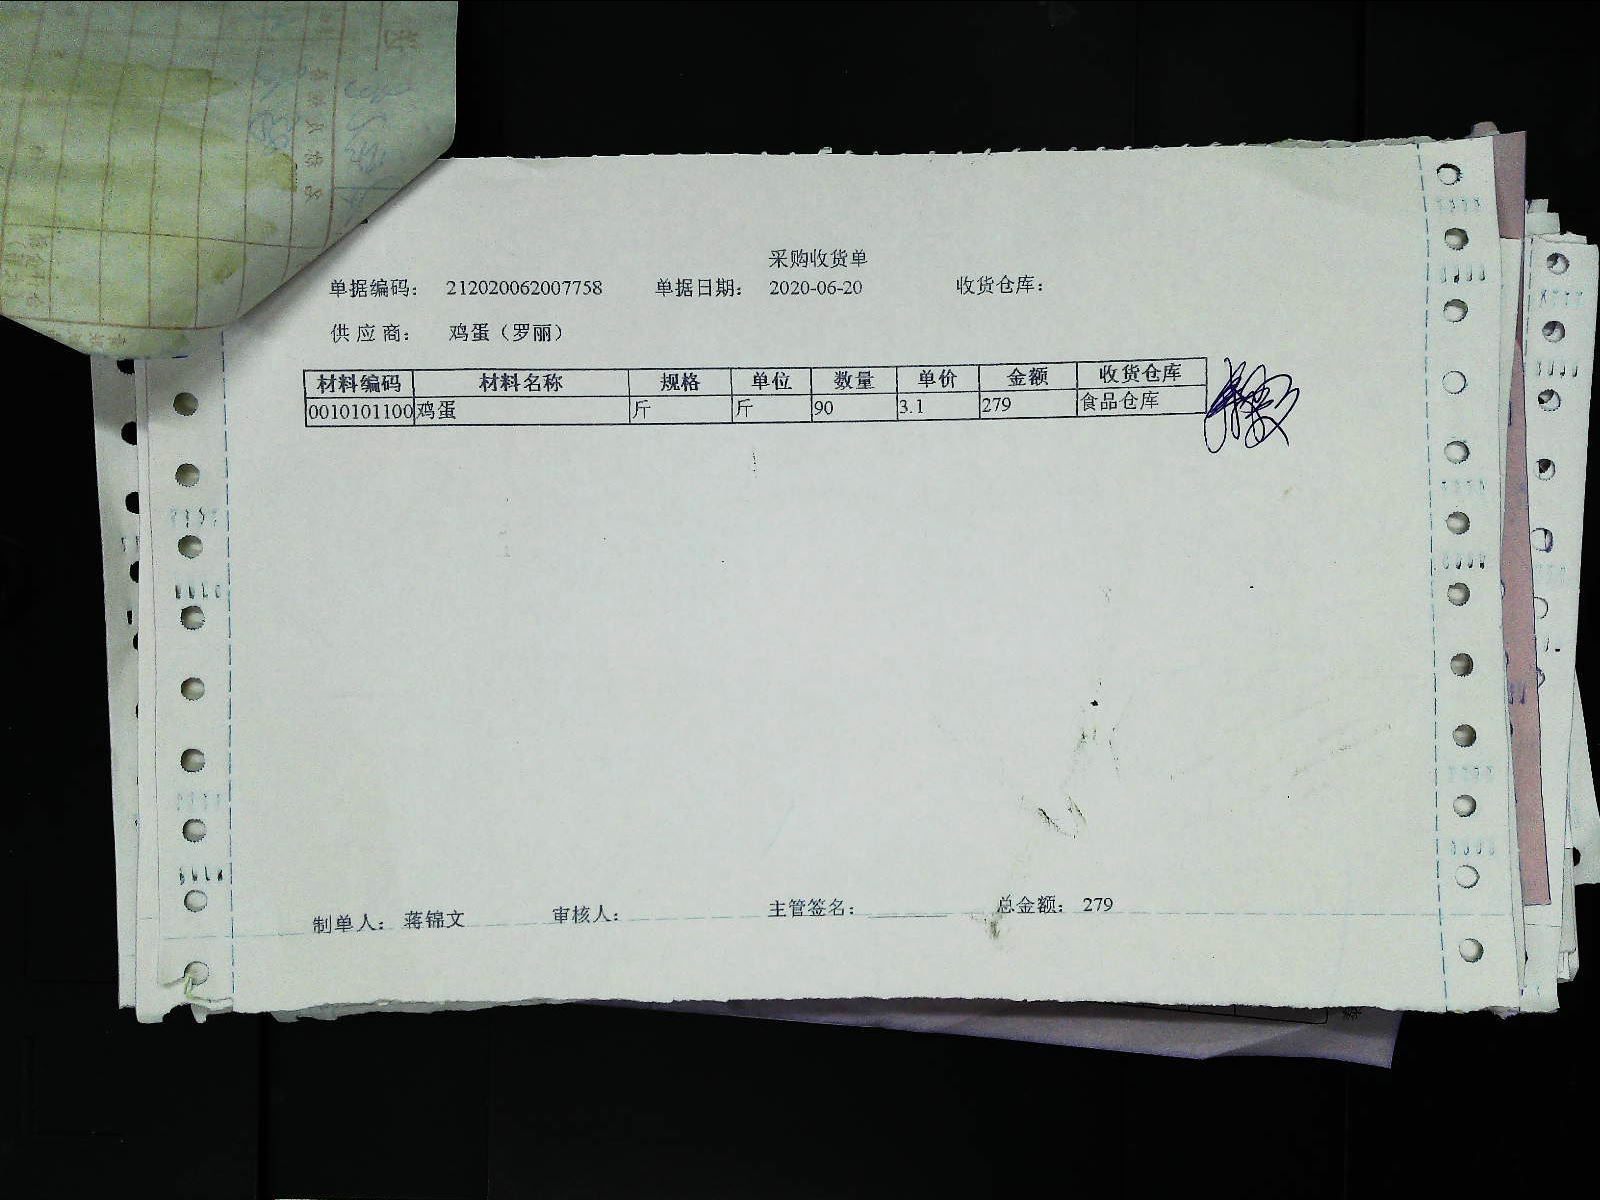 采购收货单
单据编码: 212020062007758 单据日期: 2020-06-20 收货仓库:
供应商: 鸡蛋(罗丽)
材料编码 材料名称 规格 单位 数量 单价 金额 收货仓库
0010101100 鸡蛋 斤 斤 90 3.1 279 食品仓库
制单人: 蒋锦文 审核人: 主管签名: 总金额: 279